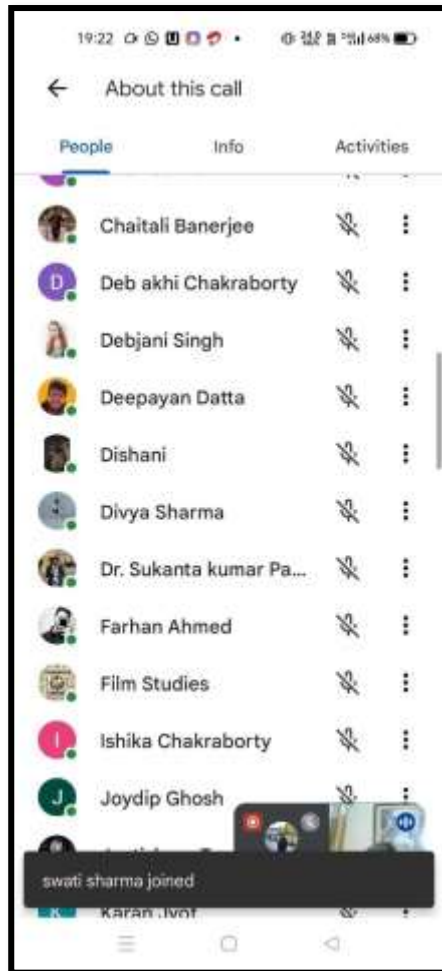 19:22
68%
About this call
People Info Activities
Chaitali Banerjee
D Deb akhi Chakraborty
Debjani Singh
Deepayan Datta
Dishani
Divya Sharma
Dr. Sukanta kumar Pa...
Farhan Ahmed
Film Studies
I Ishika Chakraborty
J Joydip Ghosh
swati sharma joined
K Karan Jyot